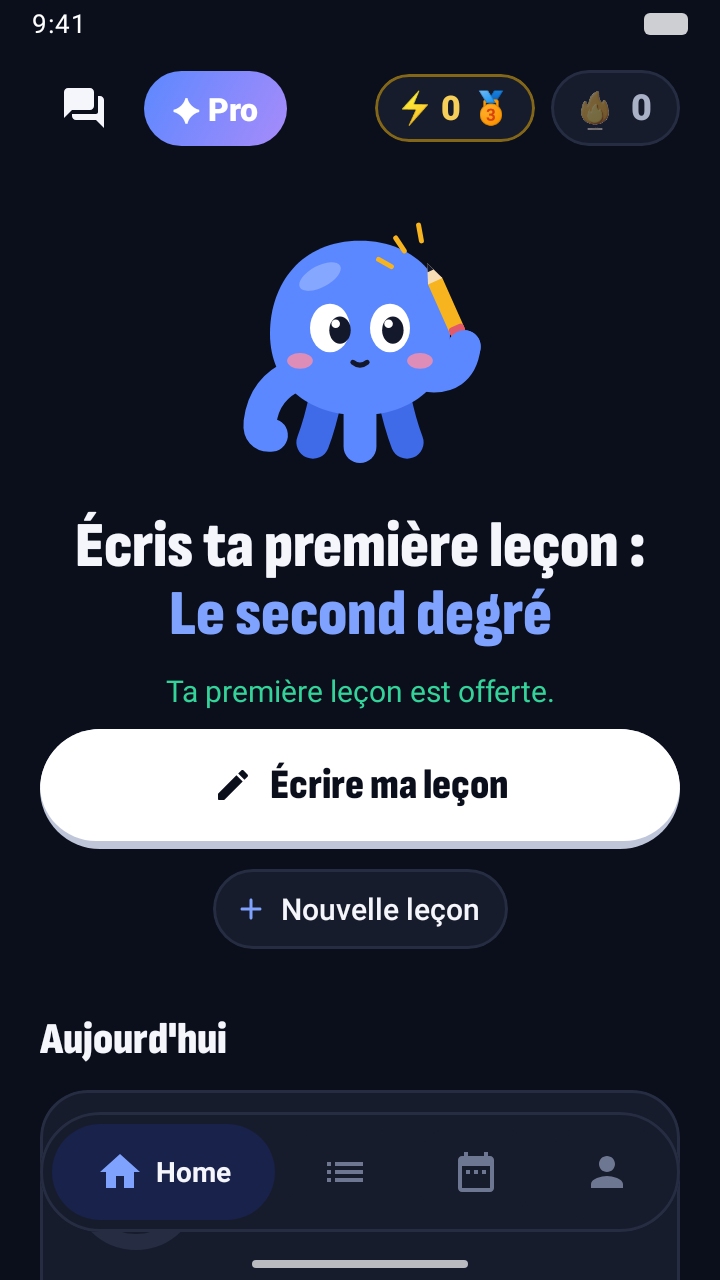 9:41
Pro
0 3
0
Écris ta première leçon :
Le second degré
Ta première leçon est offerte.
Écrire ma leçon
+ Nouvelle leçon
Aujourd'hui
Home